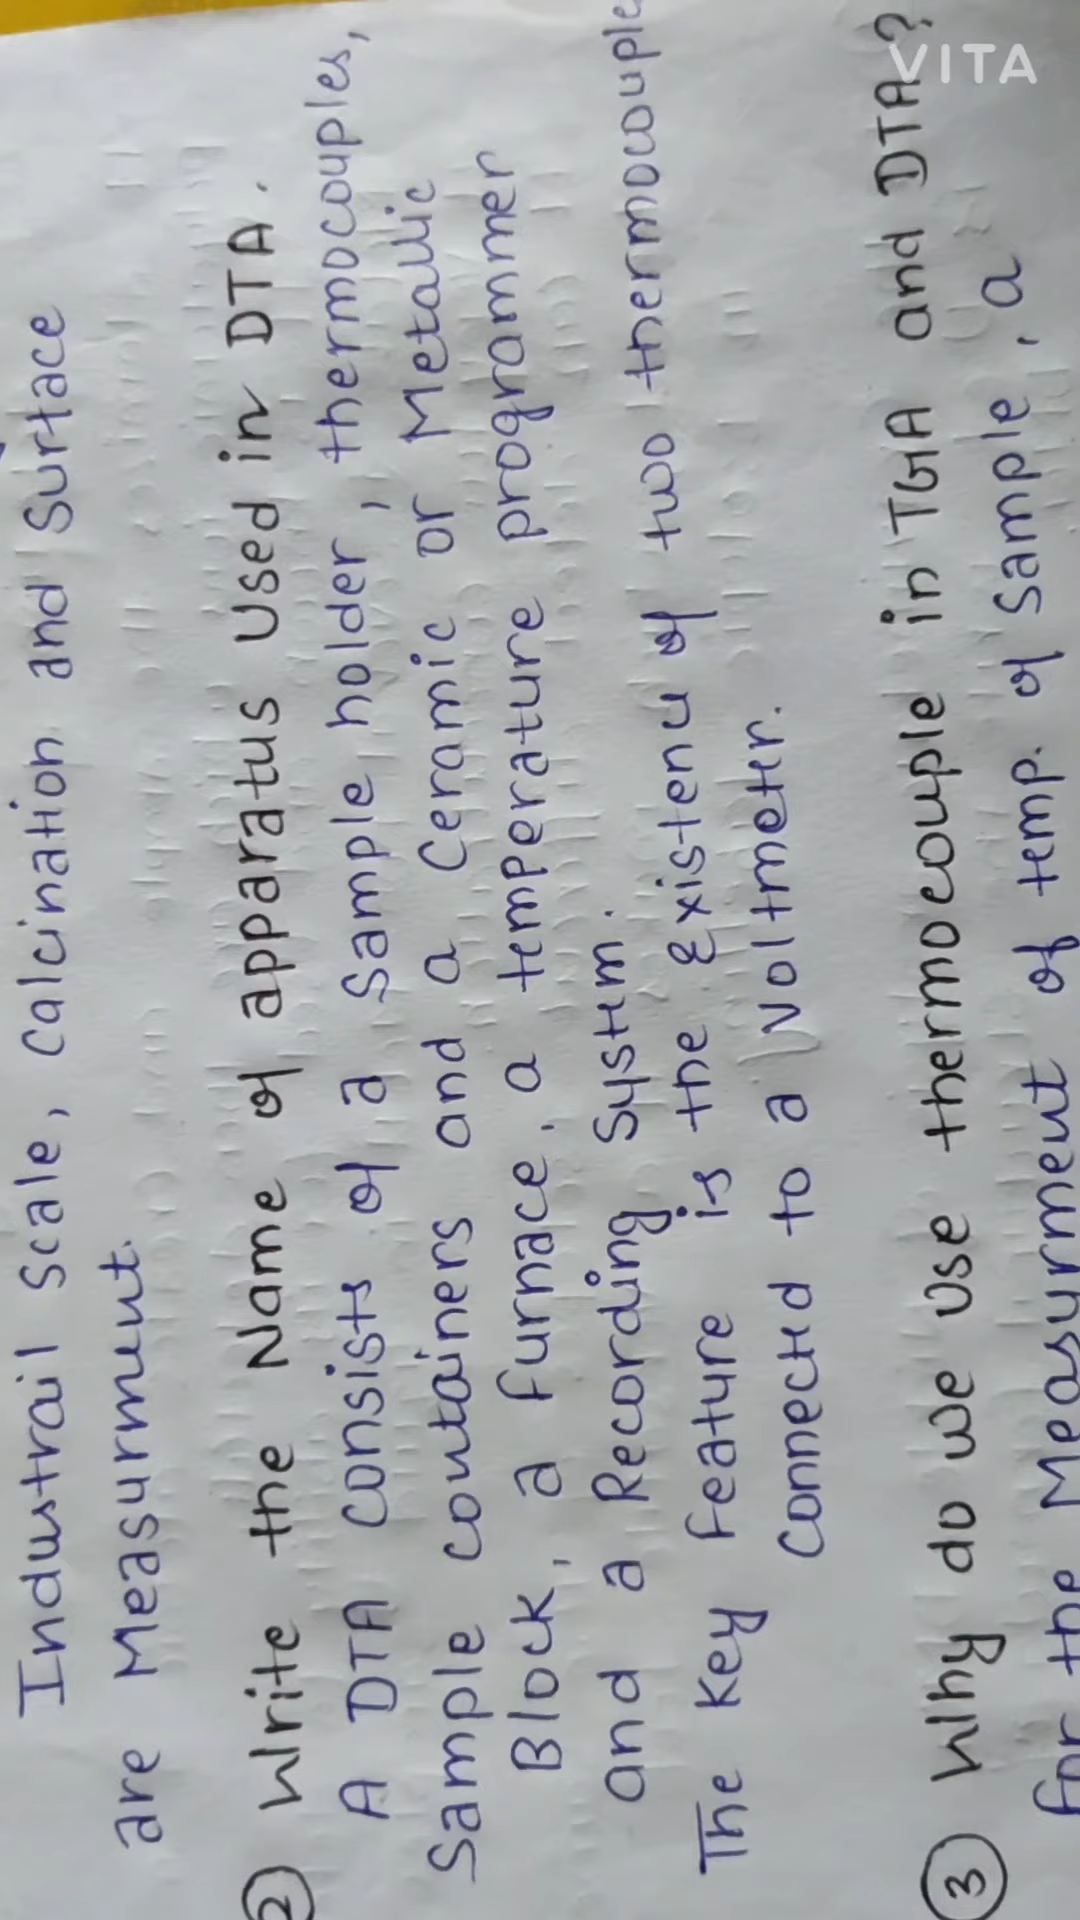 Industrail scale, calcination and Surface
are Measurment.
② Write the Name of apparatus used in DTA.
A DTA consists of a sample holder, thermocouples,
Sample containers and a Ceramic or Metallic
Block, a furnace, a temperature programmer
and a Recording System.
The Key feature is the Existence of two thermocouple
connected to a voltmeter.
③ Why do we use thermocouple in TGA and DTA?
for the Measurment of temp. of Sample, a
VITA